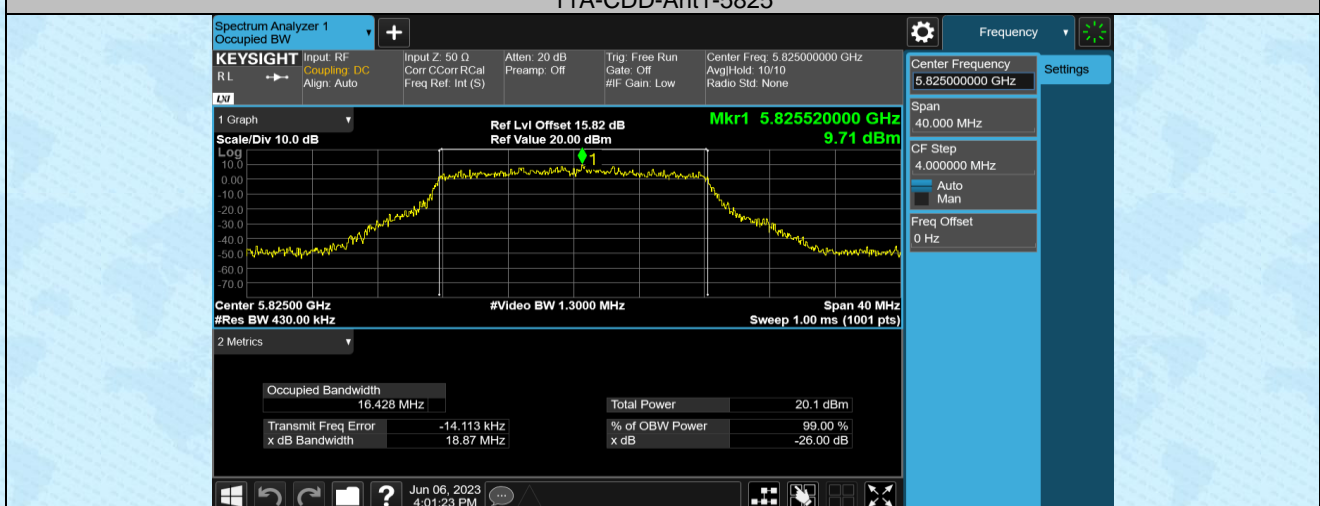 11A-CDD-Ant1-5825
Spectrum Analyzer 1
Occupied BW
+
Frequency
KEYSIGHT
R L
LXI
Input: RF
Coupling: DC
Align: Auto
Input Z: 50 Ω
Corr CCorr RCal
Freq Ref: Int (S)
Atten: 20 dB
Preamp: Off
Trig: Free Run
Gate: Off
#IF Gain: Low
Center Freq: 5.825000000 GHz
Avg|Hold: 10/10
Radio Std: None
Center Frequency
5.825000000 GHz
Settings
Span
40.000 MHz
CF Step
4.000000 MHz
Auto
Man
Freq Offset
0 Hz
1 Graph
Scale/Div 10.0 dB
Ref Lvl Offset 15.82 dB
Ref Value 20.00 dBm
Mkr1 5.825520000 GHz
9.71 dBm
Log
10.0
0.00
-10.0
-20.0
-30.0
-40.0
-50.0
-60.0
-70.0
1
Center 5.82500 GHz
#Res BW 430.00 kHz
#Video BW 1.3000 MHz
Span 40 MHz
Sweep 1.00 ms (1001 pts)
2 Metrics
Occupied Bandwidth
16.428 MHz
Total Power 20.1 dBm
Transmit Freq Error -14.113 kHz
% of OBW Power 99.00 %
x dB Bandwidth 18.87 MHz
x dB -26.00 dB
?
Jun 06, 2023
4:01:23 PM